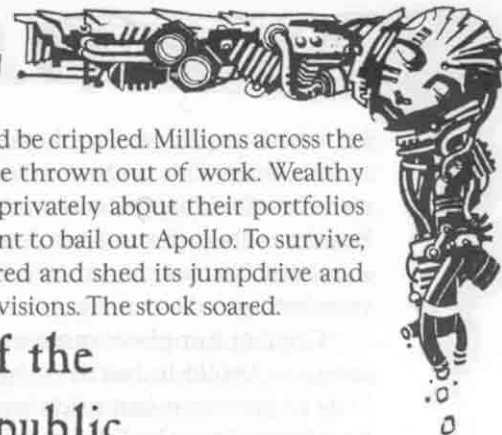 d be crippled. Millions across the
e thrown out of work. Wealthy
privately about their portfolios
nt to bail out Apollo. To survive,
red and shed its jumpdrive and
visions. The stock soared.
f the
public